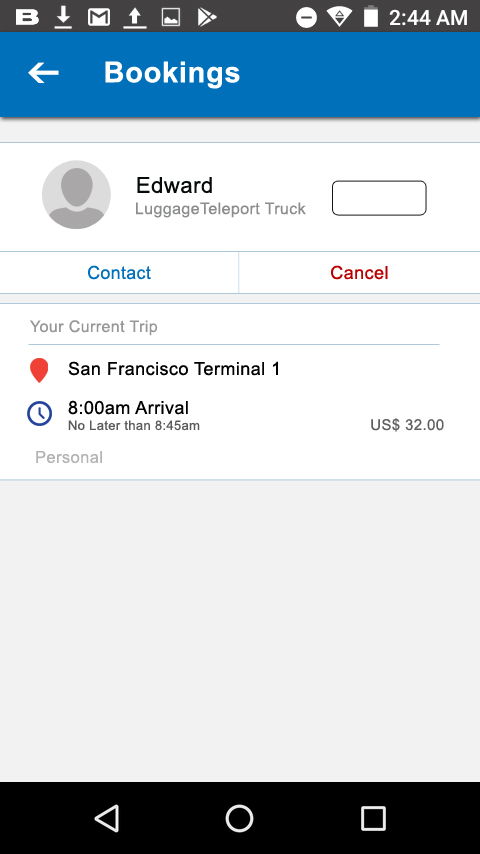 2:44 AM
Bookings
Edward
LuggageTeleport Truck
Contact
Cancel
Your Current Trip
San Francisco Terminal 1
8:00am Arrival
No Later than 8:45am
US$ 32.00
Personal